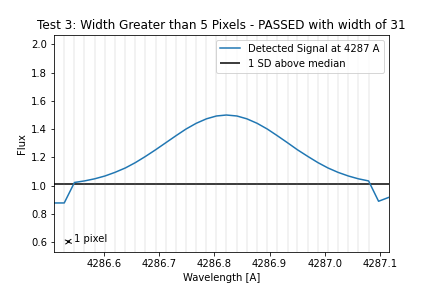 Test 3: Width Greater than 5 Pixels - PASSED with width of 31
2.0
1.8
1.6
1.4
1.2
1.0
0.8
0.6
Flux
Detected Signal at 4287 A
1 SD above median
1 pixel
4286.6
4286.7
4286.8
4286.9
4287.0
4287.1
Wavelength [A]